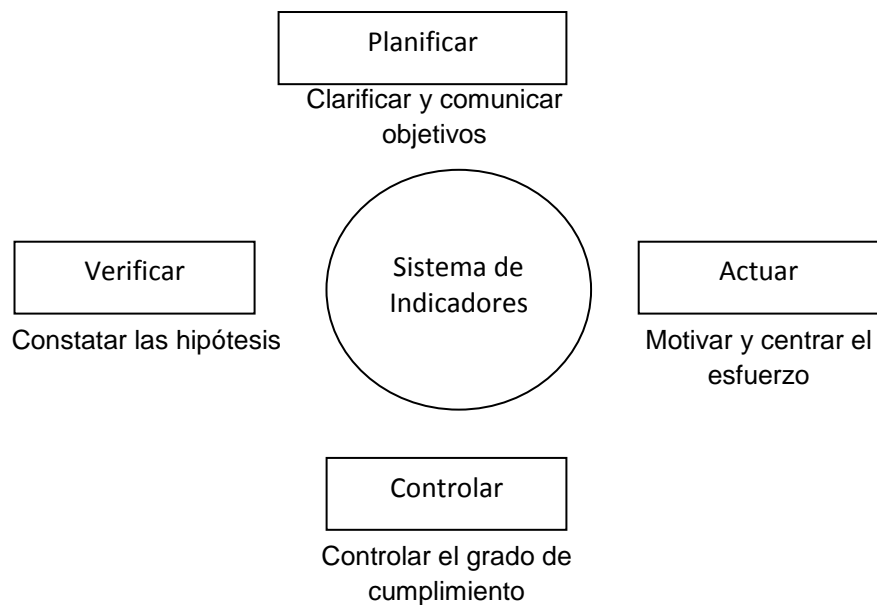 Planificar
Clarificar y comunicar
objetivos
Verificar
Constatar las hipótesis
Sistema de
Indicadores
Actuar
Motivar y centrar el
esfuerzo
Controlar
Controlar el grado de
cumplimiento